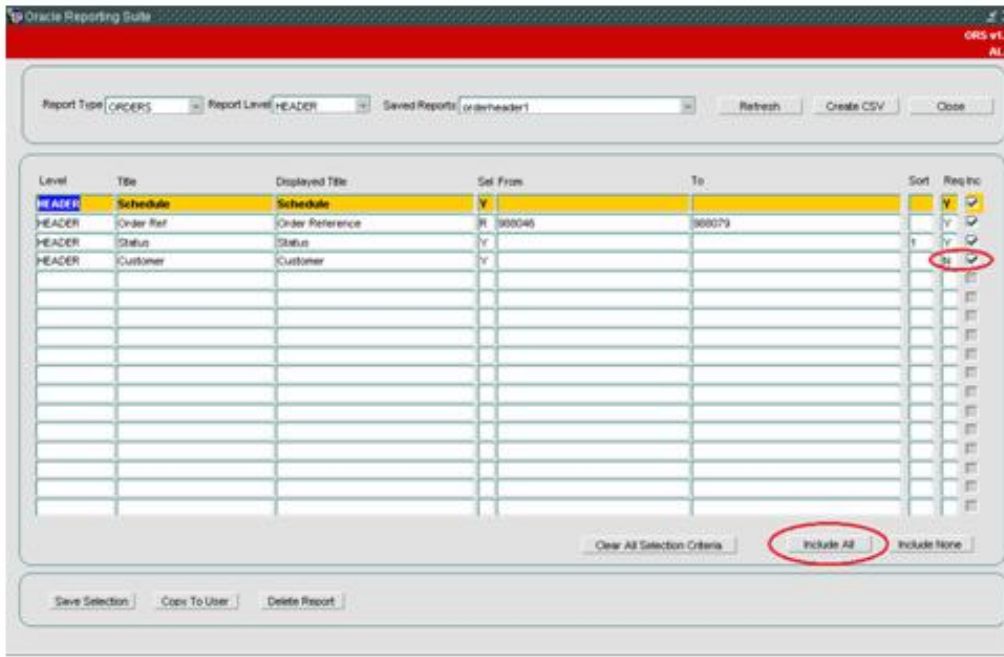 Oracle Reporting Suite
ORS v1.
Report Type ORDERS Report Level HEADER Saved Reports orderheader1 Refresh Create CSV Close
Level Title Displayed Title Sel From To Sort Req Inc
HEADER Schedule Schedule Y Y
HEADER Order Ref Order Reference R 988046 988079 Y
HEADER Status Status Y 1 Y
HEADER Customer Customer Y N
Clear All Selection Criteria Include All Include None
Save Selection Copy To User Delete Report